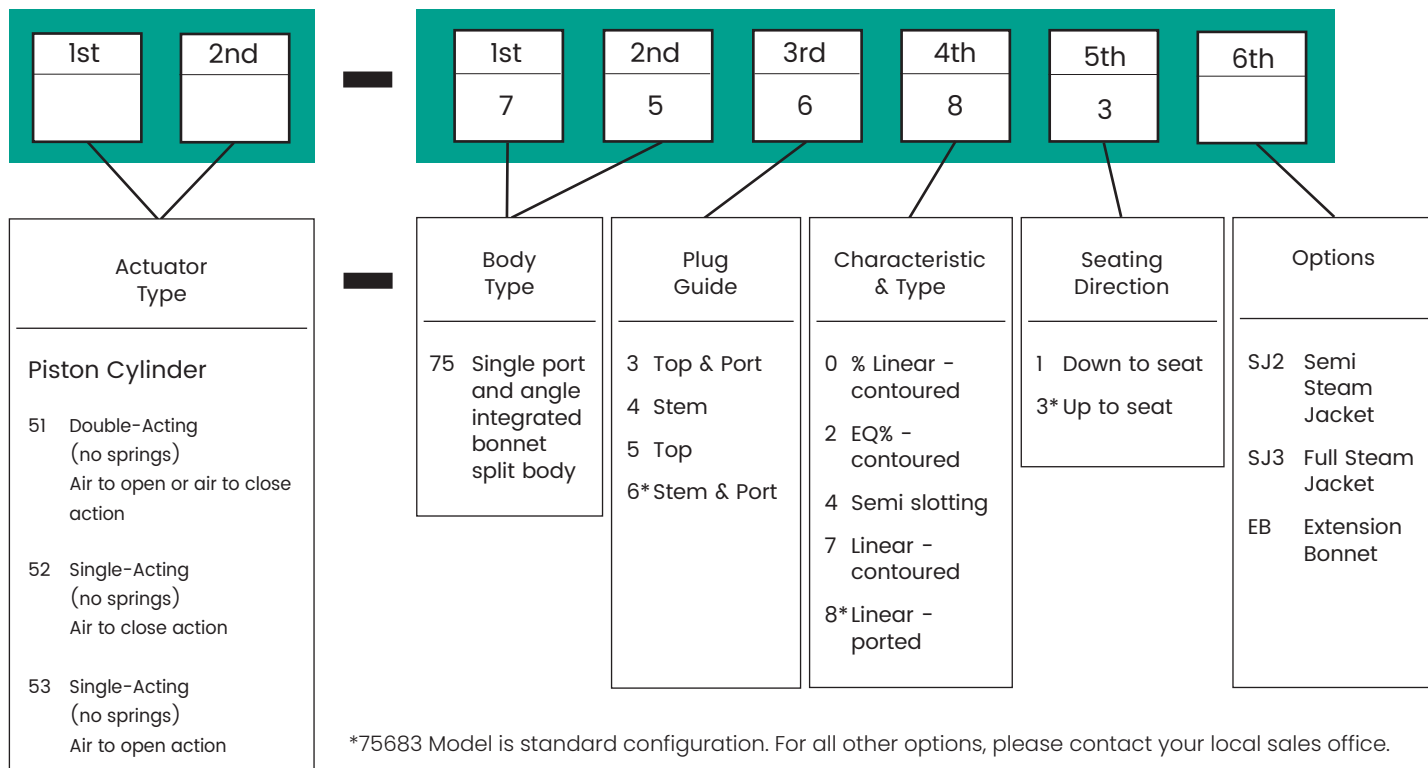 1st
2nd
1st
7
2nd
5
3rd
6
4th
8
5th
3
6th
Actuator
Type
Piston Cylinder
51 Double-Acting
(no springs)
Air to open or air to close
action
52 Single-Acting
(no springs)
Air to close action
53 Single-Acting
(no springs)
Air to open action
Body
Type
75 Single port
and angle
integrated
bonnet
split body
Plug
Guide
3 Top & Port
4 Stem
5 Top
6* Stem & Port
Characteristic
& Type
0 % Linear -
contoured
2 EQ% -
contoured
4 Semi slotting
7 Linear -
contoured
8* Linear -
ported
Seating
Direction
1 Down to seat
3* Up to seat
Options
SJ2 Semi
Steam
Jacket
SJ3 Full Steam
Jacket
EB Extension
Bonnet
*75683 Model is standard configuration. For all other options, please contact your local sales office.